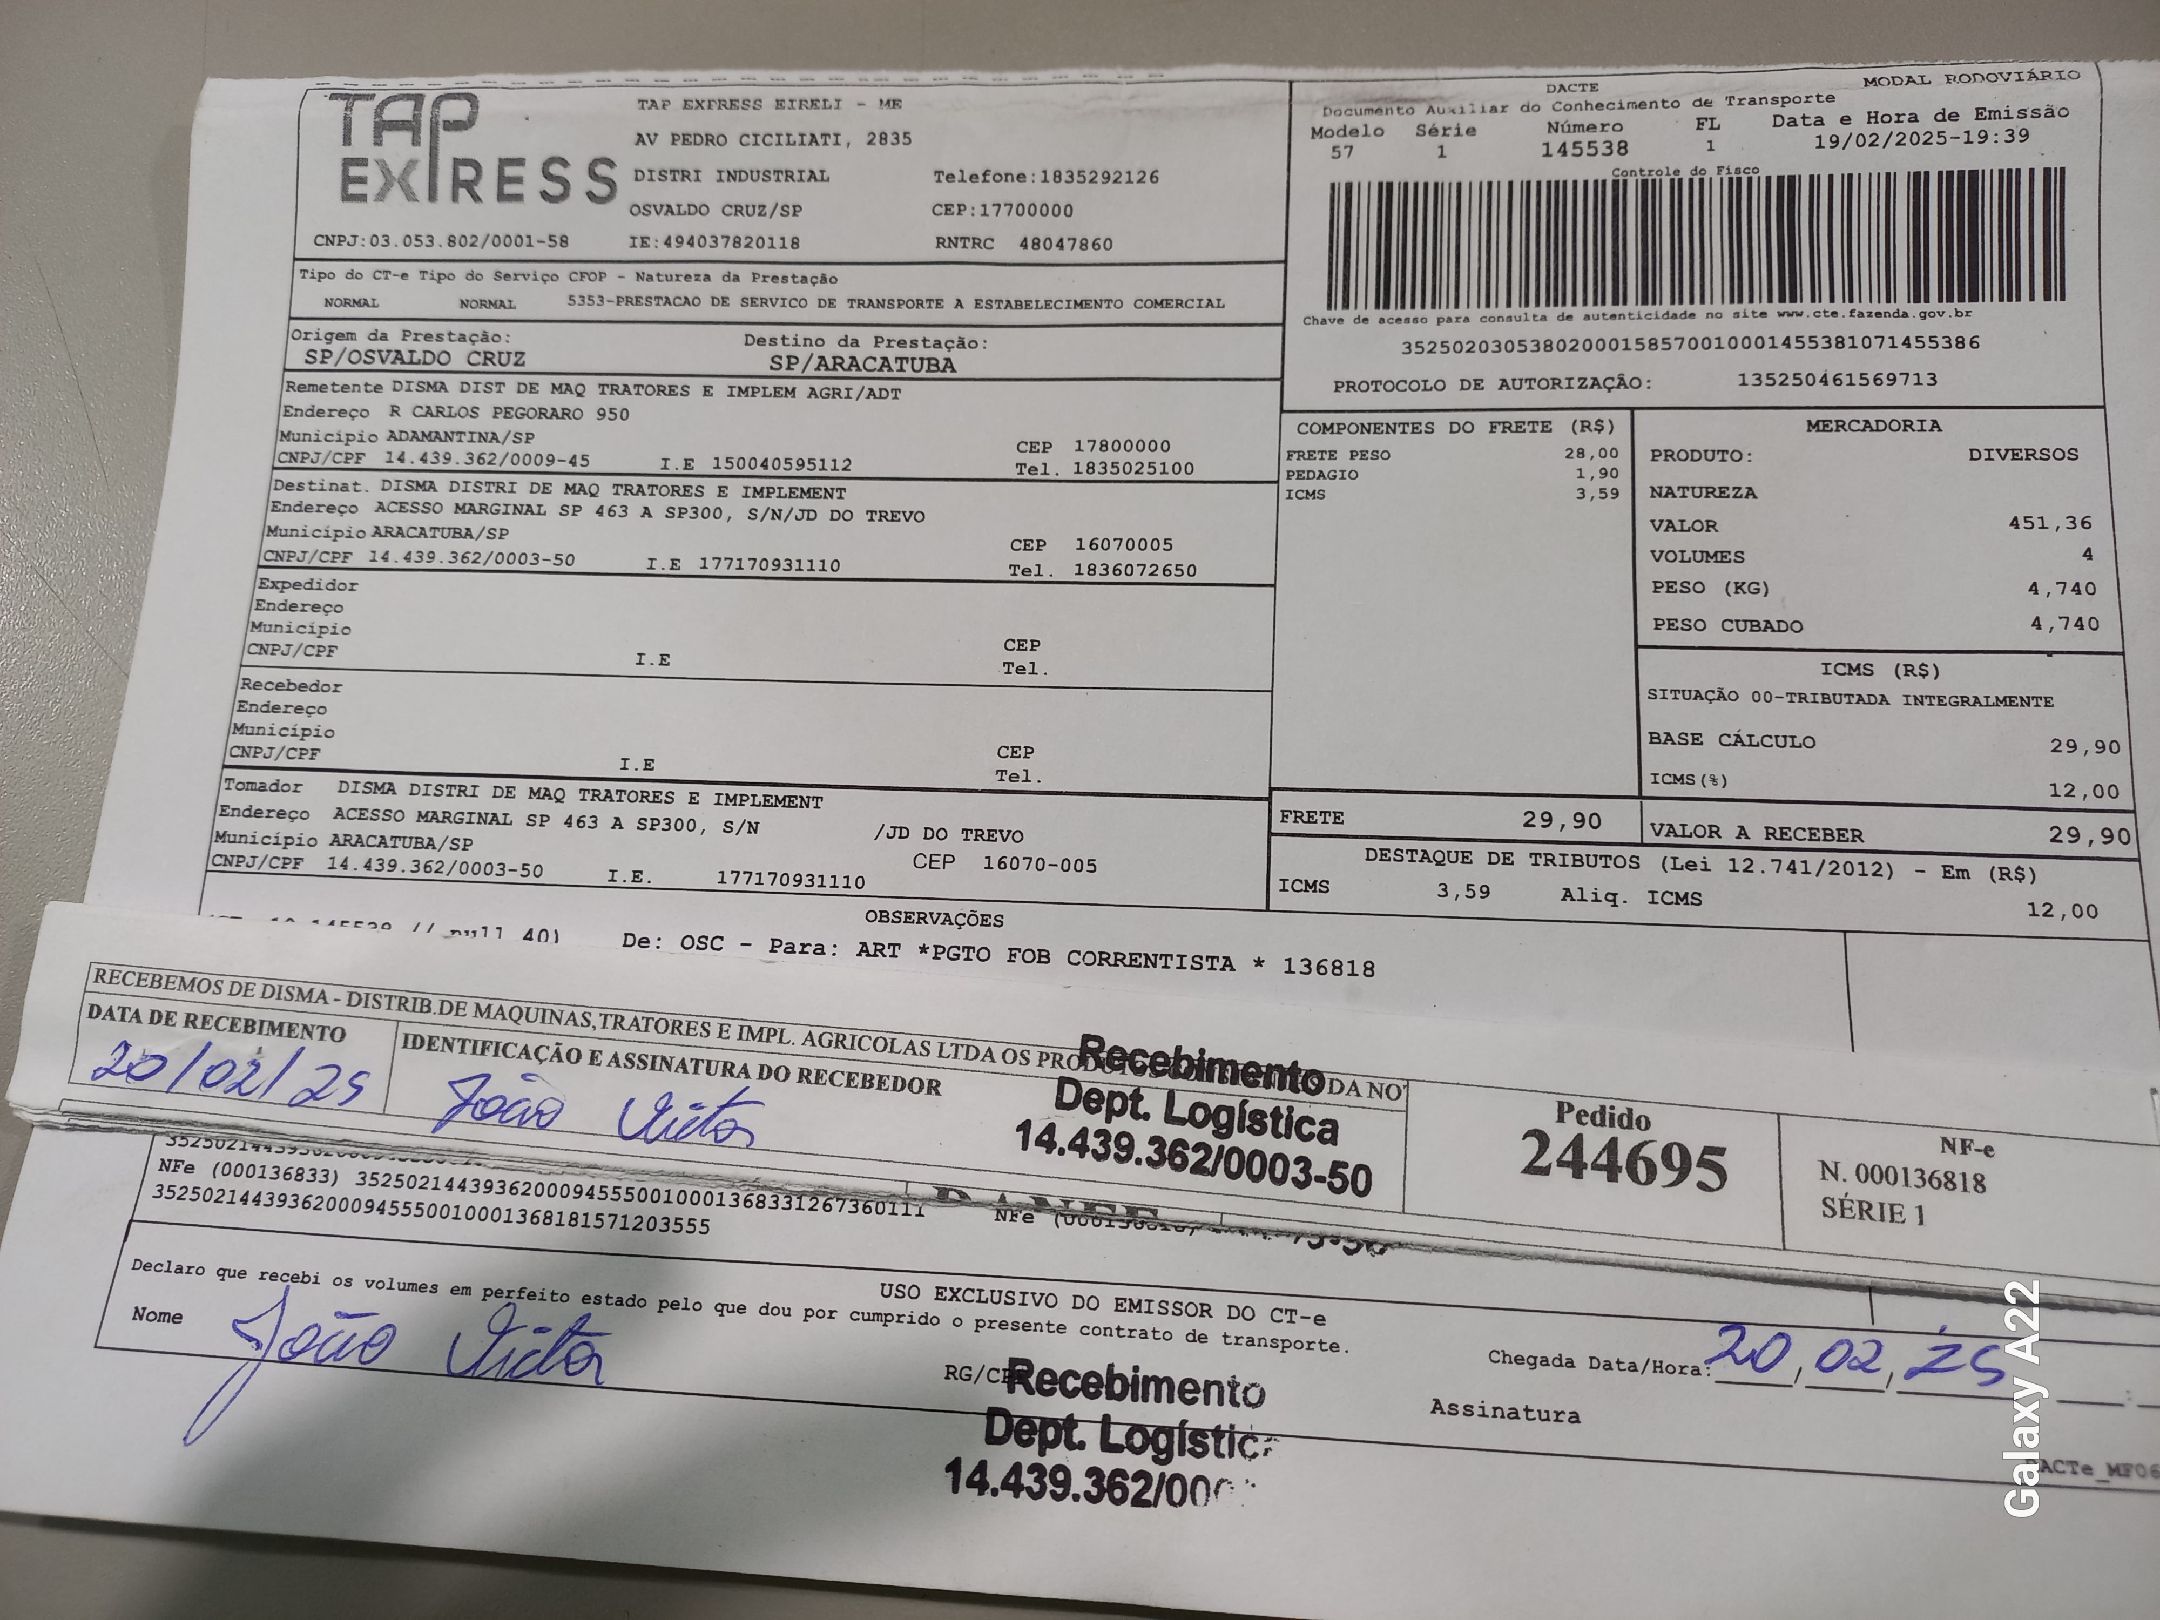 TAP EXPRESS
TAP EXPRESS EIRELI - ME
AV PEDRO CICILIATI, 2835
DISTRI INDUSTRIAL Telefone:1835292126
OSVALDO CRUZ/SP CEP:17700000
CNPJ:03.053.802/0001-58 IE:494037820118 RNTRC 48047860
DACTE MODAL RODOVIÁRIO
Documento Auxiliar do Conhecimento de Transporte
Modelo Série Número FL Data e Hora de Emissão
57 1 145538 1 19/02/2025-19:39
Controle do Fisco
Chave de acesso para consulta de autenticidade no site www.cte.fazenda.gov.br
35250203053802000158570010001455381071455386
PROTOCOLO DE AUTORIZAÇÃO: 135250461569713
Tipo do CT-e Tipo do Serviço CFOP - Natureza da Prestação
NORMAL NORMAL 5353-PRESTACAO DE SERVICO DE TRANSPORTE A ESTABELECIMENTO COMERCIAL
Origem da Prestação: Destino da Prestação:
SP/OSVALDO CRUZ SP/ARACATUBA
Remetente DISMA DIST DE MAQ TRATORES E IMPLEM AGRI/ADT
Endereço R CARLOS PEGORARO 950
Município ADAMANTINA/SP CEP 17800000
CNPJ/CPF 14.439.362/0009-45 I.E 150040595112 Tel. 1835025100
Destinat. DISMA DISTRI DE MAQ TRATORES E IMPLEMENT
Endereço ACESSO MARGINAL SP 463 A SP300, S/N/JD DO TREVO
Município ARACATUBA/SP CEP 16070005
CNPJ/CPF 14.439.362/0003-50 I.E 177170931110 Tel. 1836072650
Expedidor
Endereço
Município CEP
CNPJ/CPF I.E Tel.
Recebedor
Endereço
Município CEP
CNPJ/CPF I.E Tel.
Tomador DISMA DISTRI DE MAQ TRATORES E IMPLEMENT
Endereço ACESSO MARGINAL SP 463 A SP300, S/N /JD DO TREVO
Município ARACATUBA/SP CEP 16070-005
CNPJ/CPF 14.439.362/0003-50 I.E. 177170931110
COMPONENTES DO FRETE (R$)
FRETE PESO 28,00
PEDAGIO 1,90
ICMS 3,59
MERCADORIA
PRODUTO: DIVERSOS
NATUREZA
VALOR 451,36
VOLUMES 4
PESO (KG) 4,740
PESO CUBADO 4,740
ICMS (R$)
SITUAÇÃO 00-TRIBUTADA INTEGRALMENTE
BASE CÁLCULO 29,90
ICMS(%) 12,00
FRETE 29,90 VALOR A RECEBER 29,90
DESTAQUE DE TRIBUTOS (Lei 12.741/2012) - Em (R$)
ICMS 3,59 Aliq. ICMS 12,00
OBSERVAÇÕES
De: OSC - Para: ART *PGTO FOB CORRENTISTA * 136818
RECEBEMOS DE DISMA - DISTRIB.DE MAQUINAS,TRATORES E IMPL. AGRICOLAS LTDA OS DA
DATA DE RECEBIMENTO IDENTIFICAÇÃO E ASSINATURA DO RECEBEDOR
20/02/25 João Victor
Recebimento
Dept. Logística
14.439.362/0003-50
Pedido
244695
NF-e
N. 000136818
SÉRIE 1
NFe (000136833) 35250214439362000945550010001368331267360111
35250214439362000945550010001368181571203555
USO EXCLUSIVO DO EMISSOR DO CT-e
Declaro que recebi os volumes em perfeito estado pelo que dou por cumprido o presente contrato de transporte.
Nome João Victor Chegada Data/Hora: 20, 02, 25
Assinatura
Recebimento
Dept. Logística
14.439.362/000
Galaxy A22